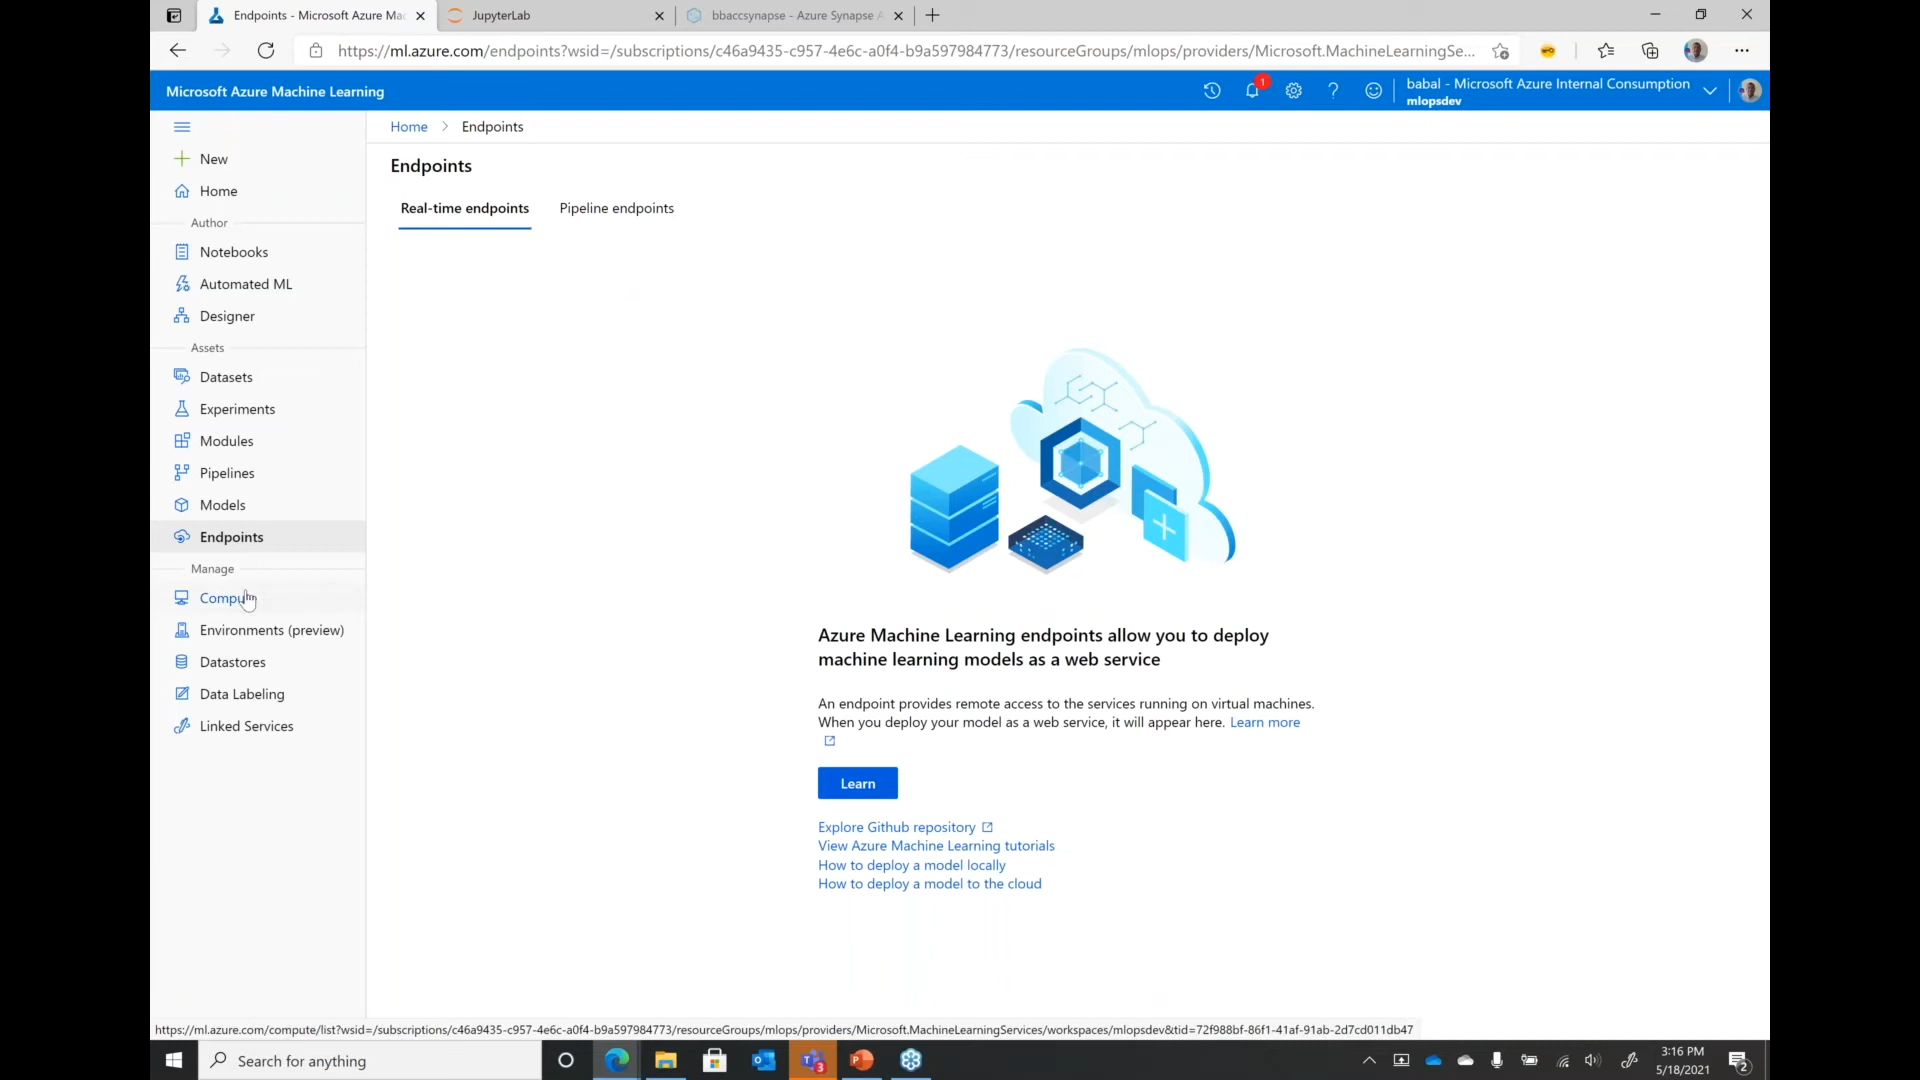 Endpoints - Microsoft Azure Mac
JupyterLab
bbaccsynapse - Azure Synapse A
https://ml.azure.com/endpoints?wsid=/subscriptions/c46a9435-c957-4e6c-a0f4-b9a597984773/resourceGroups/mlops/providers/Microsoft.MachineLearningSe...
Microsoft Azure Machine Learning
1
babal - Microsoft Azure Internal Consumption
mlopsdev
Home > Endpoints
New
Home
Author
Notebooks
Automated ML
Designer
Assets
Datasets
Experiments
Modules
Pipelines
Models
Endpoints
Manage
Compu
Environments (preview)
Datastores
Data Labeling
Linked Services
Endpoints
Real-time endpoints
Pipeline endpoints
Azure Machine Learning endpoints allow you to deploy
machine learning models as a web service
An endpoint provides remote access to the services running on virtual machines.
When you deploy your model as a web service, it will appear here. Learn more
Learn
Explore Github repository
View Azure Machine Learning tutorials
How to deploy a model locally
How to deploy a model to the cloud
https://ml.azure.com/compute/list?wsid=/subscriptions/c46a9435-c957-4e6c-a0f4-b9a597984773/resourceGroups/mlops/providers/Microsoft.MachineLearningServices/workspaces/mlopsdev&tid=72f988bf-86f1-41af-91ab-2d7cd011db47
Search for anything
3
3:16 PM
5/18/2021
2